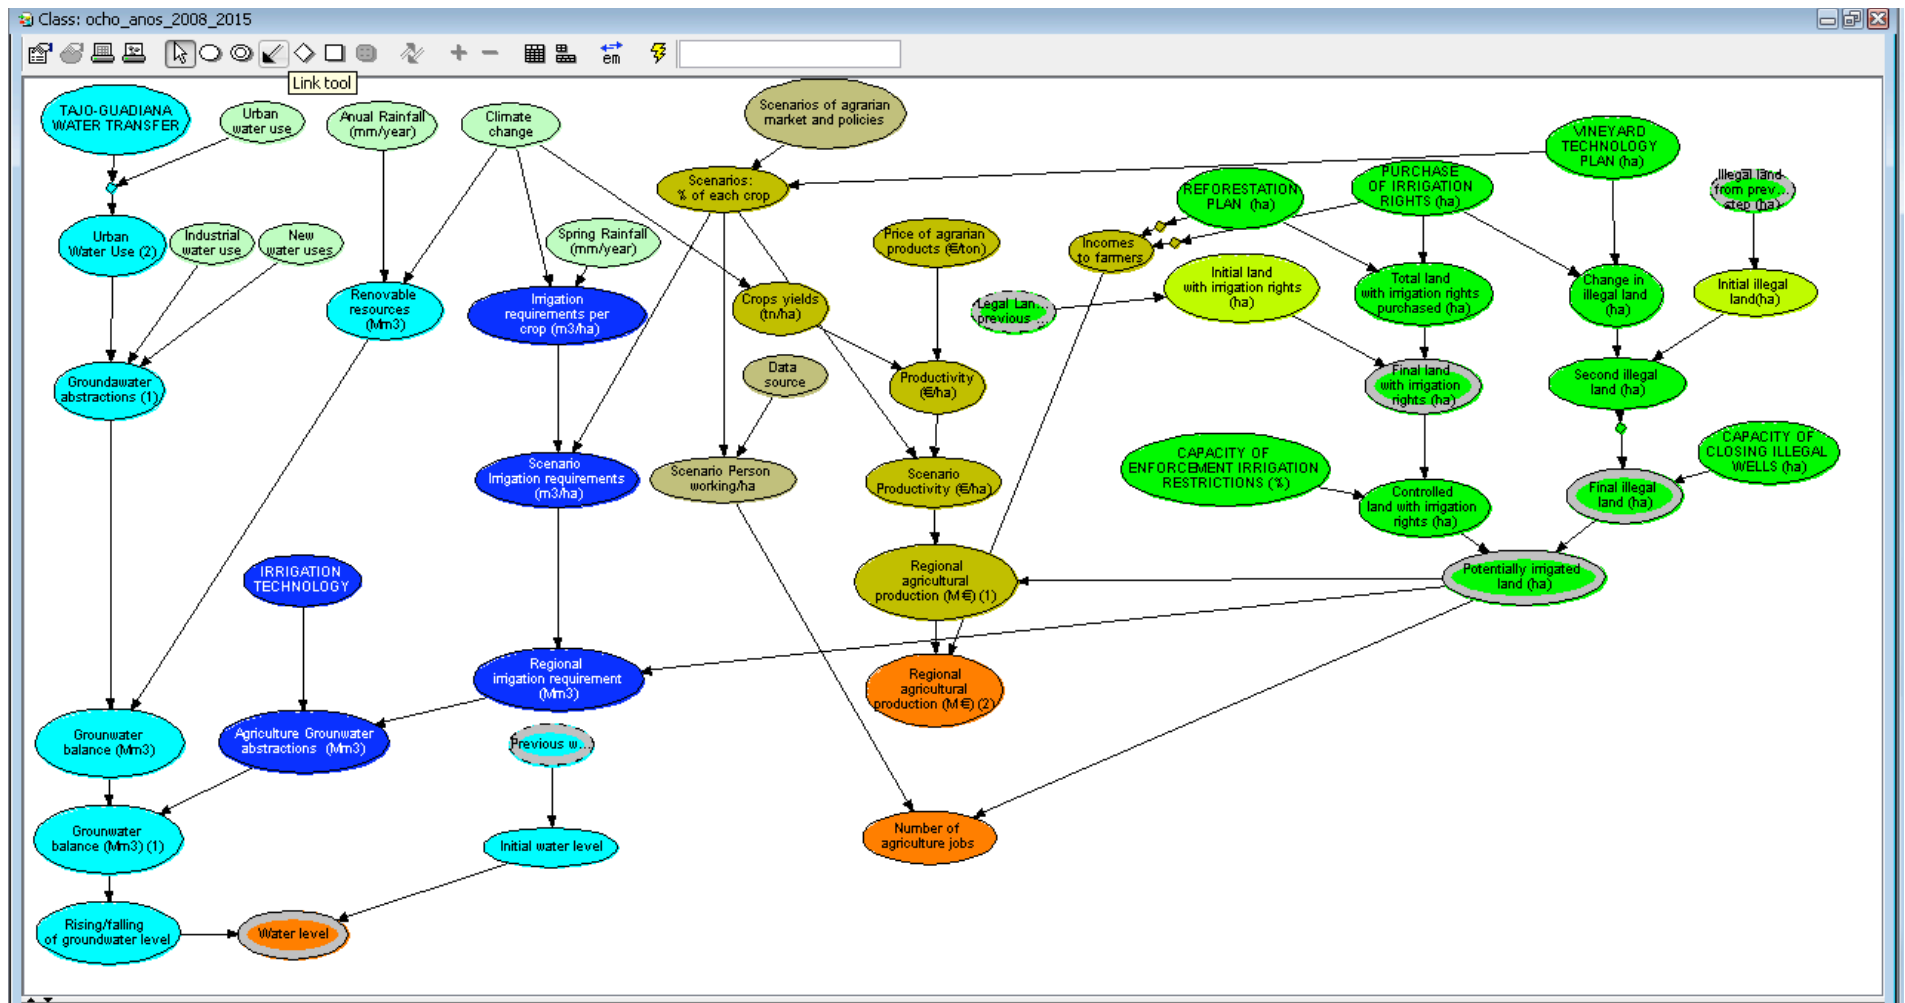 Class: ocho_anos_2008_2015
em
Link tool
TAJO-GUADIANA
WATER TRANSFER
Urban
water use
Anual Rainfall
(mm/year)
Climate
change
Scenarios of agrarian
market and policies
VINEYARD
TECHNOLOGY
PLAN (ha)
Scenarios:
% of each crop
REFORESTATION
PLAN (ha)
PURCHASE
OF IRRIGATION
RIGHTS (ha)
Illegal land
from prev ...
step (ha)
Urban
Water Use (2)
Industrial
water use
New
water uses
Spring Rainfall
(mm/year)
Price of agrarian
products (€/ton)
Incomes
to farmers
Initial land
with irrigation rights
(ha)
Total land
with irrigation rights
purchased (ha)
Change in
illegal land
(ha)
Initial illegal
land(ha)
Renovable
resources
(Mm3)
Irrigation
requirements per
crop (m3/ha)
Crops yields
(tn/ha)
Legal Lan...
previous ...
Groundawater
abstractions (1)
Data
source
Productivity
(€/ha)
Final land
with irrigation
rights (ha)
Second illegal
land (ha)
Scenario
Irrigation requirements
(m3/ha)
Scenario Person
working/ha
Scenario
Productivity (€/ha)
CAPACITY OF
ENFORCEMENT IRRIGATION
RESTRICTIONS (%)
Controlled
land with irrigation
rights (ha)
Final illegal
land (ha)
CAPACITY OF
CLOSING ILLEGAL
WELLS (ha)
IRRIGATION
TECHNOLOGY
Regional
agricultural
production (M€) (1)
Potentially irrigated
land (ha)
Regional
irrigation requirement
(Mm3)
Regional
agricultural
production (M€) (2)
Grounwater
balance (Mm3)
Agriculture Grounwater
abstractions (Mm3)
Previous w...
Grounwater
balance (Mm3) (1)
Initial water level
Number of
agriculture jobs
Rising/falling
of groundwater level
Water level